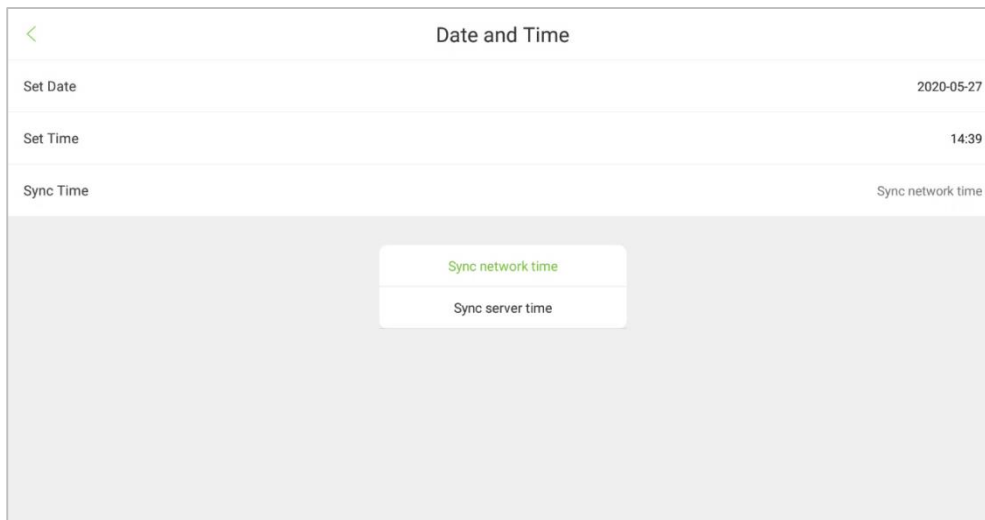 Date and Time
Set Date 2020-05-27
Set Time 14:39
Sync Time Sync network time
Sync network time
Sync server time